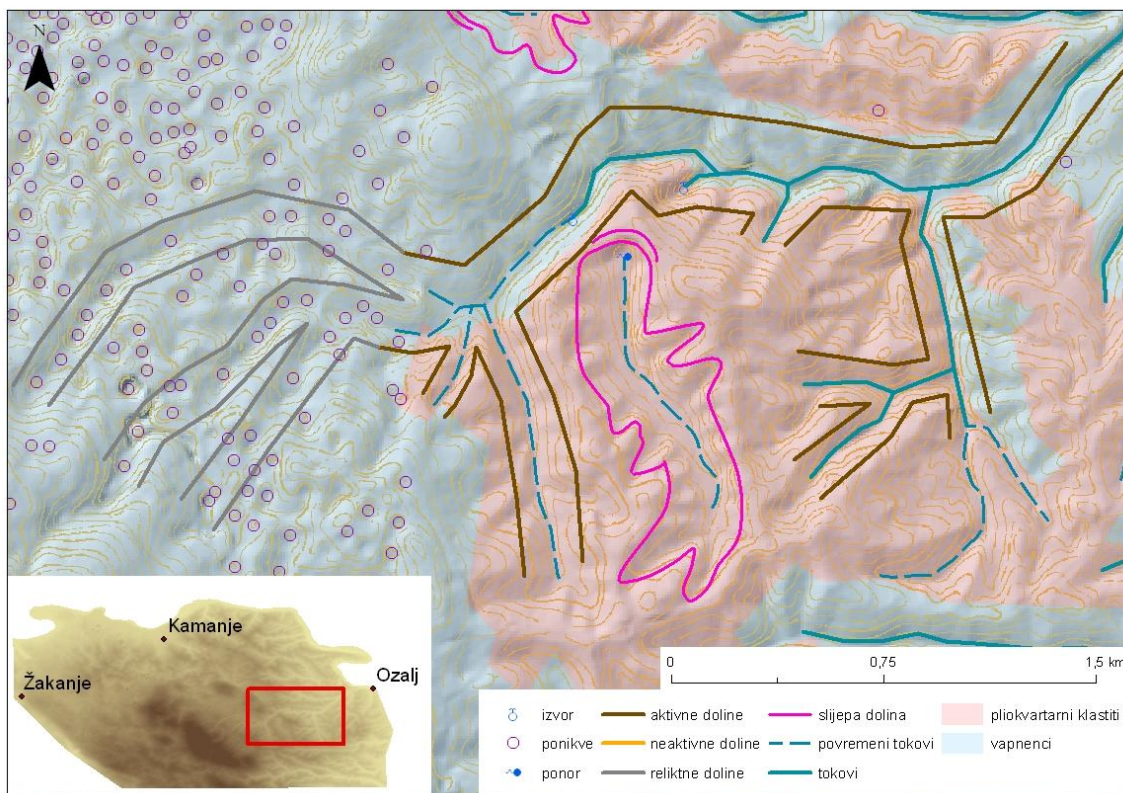 N
Kamanje
Žakanje
Ozalj
0 0,75 1,5 km
izvor aktivne doline slijepa dolina pliokvartarni klastiti
ponikve neaktivne doline povremeni tokovi vapnenci
ponor reliktne doline tokovi